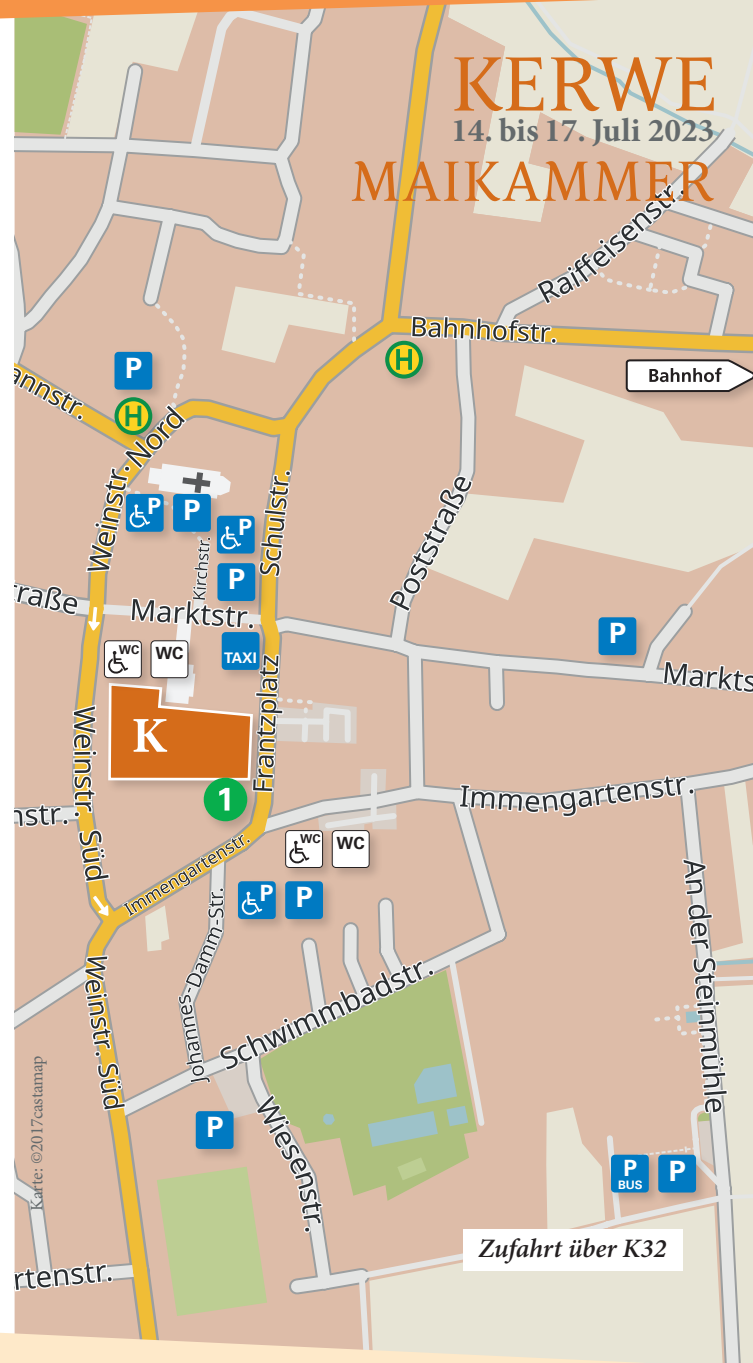 KERWE
14. bis 17. Juli 2023
MAIKAMMER
Raiffeisenstr.
Bahnhofstr.
H
Bahnhof
P
annstr.
H
Weinstr. Nord
P
P
P
Kirchstr.
P
Schulstr.
Poststraße
raße
Marktstr.
P
WC
WC
TAXI
Markts
K
Frantzplatz
Weinstr. Süd
1
Immengartenstr.
nstr.
WC
WC
Immengartenstr.
P
P
An der Steinmühle
Johannes-Damm-Str.
Schwimmbadstr.
Weinstr. Süd
Karte: ©2017castamap
P
Wiesenstr.
P
BUS
P
Zufahrt über K32
rtenstr.